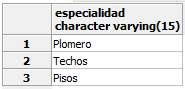 especialidad
character varying(15)
1 Plomero
2 Techos
3 Pisos